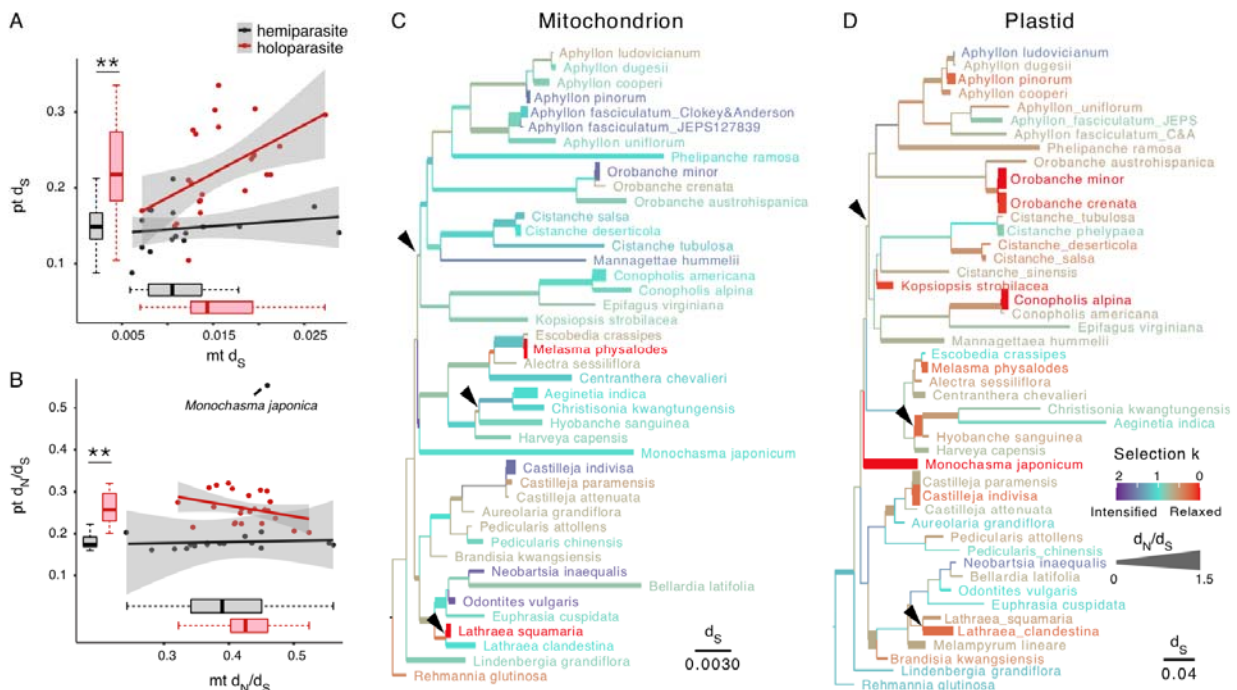 A
hemiparasite
holoparasite
**
0.3
0.2
0.1
pt dS
0.005
0.015
0.025
mt dS
B
Monochasma japonica
**
0.5
0.3
0.2
0.1
pt dN/dS
0.3
0.5
mt dN/dS
C
Mitochondrion
Aphyllon ludovicianum
Aphyllon dugesii
Aphyllon cooperi
Aphyllon pinorum
Aphyllon fasciculatum_Clokey&Anderson
Aphyllon fasciculatum_JEPS127839
Aphyllon uniflorum
Phelipanche ramosa
Orobanche minor
Orobanche crenata
Orobanche austrohispanica
Cistanche salsa
Cistanche deserticola
Cistanche tubulosa
Mannagettae hummelii
Conopholis americana
Conopholis alpina
Epifagus virginiana
Kopsiopsis strobilacea
Escobedia crassipes
Melasma physalodes
Alectra sessiliflora
Centranthera chevalieri
Aeginetia indica
Christisonia kwangtungensis
Hyobanche sanguinea
Harveya capensis
Monochasma japonicum
Castilleja indivisa
Castilleja paramensis
Castilleja attenuata
Aureolaria grandiflora
Pedicularis attollens
Pedicularis chinensis
Brandisia kwangsiensis
Neobartsia inaequalis
Bellardia latifolia
Odontites vulgaris
Euphrasia cuspidata
Lathraea squamaria
Lathraea clandestina
Lindenbergia grandiflora
Rehmannia glutinosa
dS
0.0030
D
Plastid
Aphyllon ludovicianum
Aphyllon dugesii
Aphyllon pinorum
Aphyllon cooperi
Aphyllon_uniflorum
Aphyllon_fasciculatum_JEPS
Aphyllon fasciculatum_C&A
Phelipanche ramosa
Orobanche austrohispanica
Orobanche minor
Orobanche crenata
Cistanche_tubulosa
Cistanche phelypaea
Cistanche_deserticola
Cistanche_salsa
Cistanche_sinensis
Kopsiopsis strobilacea
Conopholis alpina
Conopholis americana
Epifagus virginiana
Mannagettaea hummelii
Escobedia crassipes
Melasma physalodes
Alectra sessiliflora
Centranthera chevalieri
Christisonia kwangtungensis
Aeginetia indica
Hyobanche sanguinea
Harveya capensis
Monochasma japonicum
Castilleja paramensis
Castilleja indivisa
Castilleja attenuata
Aureolaria grandiflora
Pedicularis attollens
Pedicularis_chinensis
Neobartsia inaequalis
Bellardia latifolia
Odontites vulgaris
Euphrasia cuspidata
Lathraea_squamaria
Lathraea_clandestina
Melampyrum lineare
Brandisia kwangsiensis
Lindenbergia grandiflora
Rehmannia glutinosa
Selection k
2 1 0
Intensified Relaxed
dN/dS
0
1.5
dS
0.04